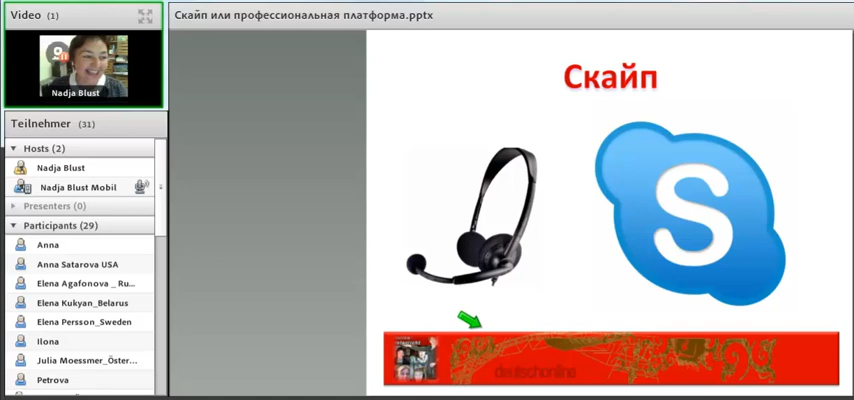 Video (1)
Nadja Blust
Teilnehmer (31)
Hosts (2)
Nadja Blust
Nadja Blust Mobil
Presenters (0)
Participants (29)
Anna
Anna Satarova USA
Elena Agafonova _ Ru...
Elena Kukyan_Belarus
Elena Persson_Sweden
Ilona
Julia Moessmer_Öster...
Petrova
Скайп или профессиональная платформа.pptx
Скайп
S
deutschonline